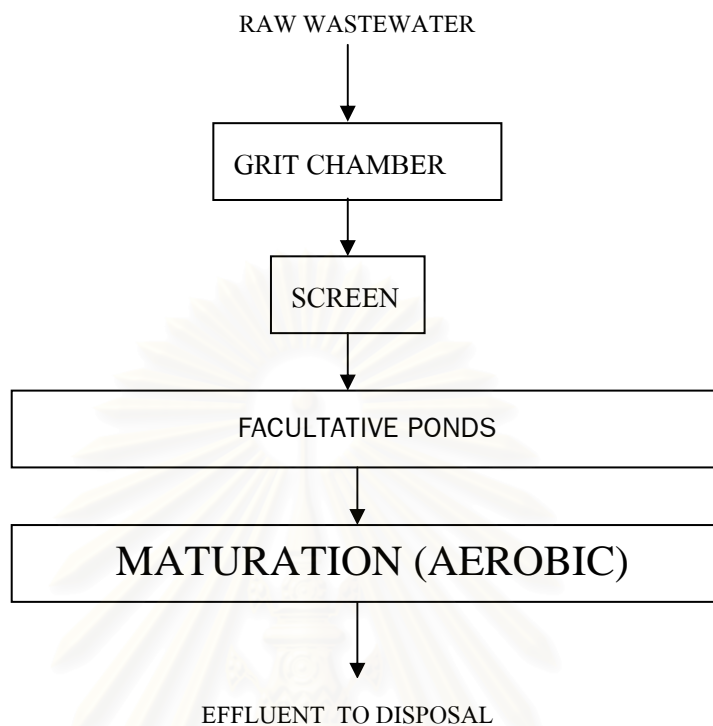 RAW WASTEWATER
GRIT CHAMBER
SCREEN
FACULTATIVE PONDS
MATURATION (AEROBIC)
EFFLUENT TO DISPOSAL